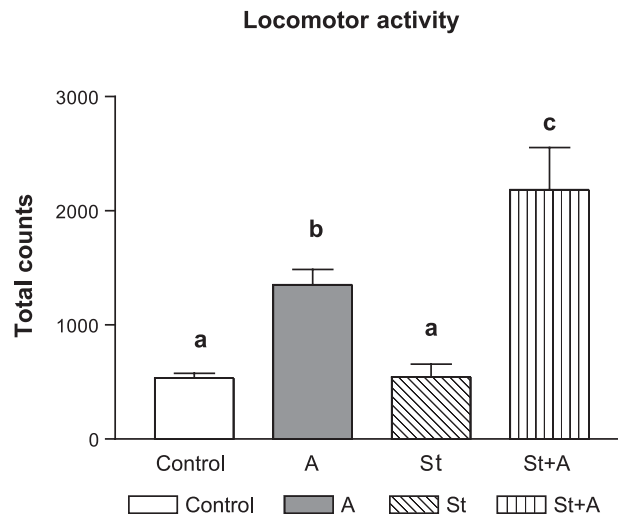 Locomotor activity
3000
c
2000
b
Total counts
1000
a
a
0
Control A St St+A
Control A St St+A